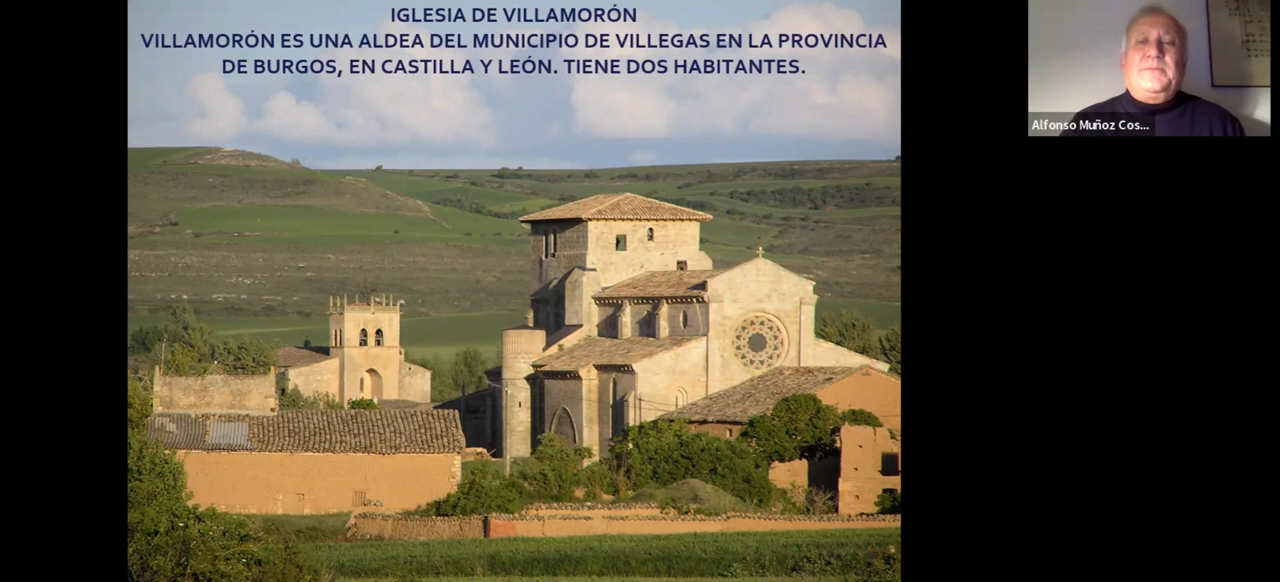 IGLESIA DE VILLAMORÓN
VILLAMORÓN ES UNA ALDEA DEL MUNICIPIO DE VILLEGAS EN LA PROVINCIA
DE BURGOS, EN CASTILLA Y LEÓN. TIENE DOS HABITANTES.
Alfonso Muñoz Cos...